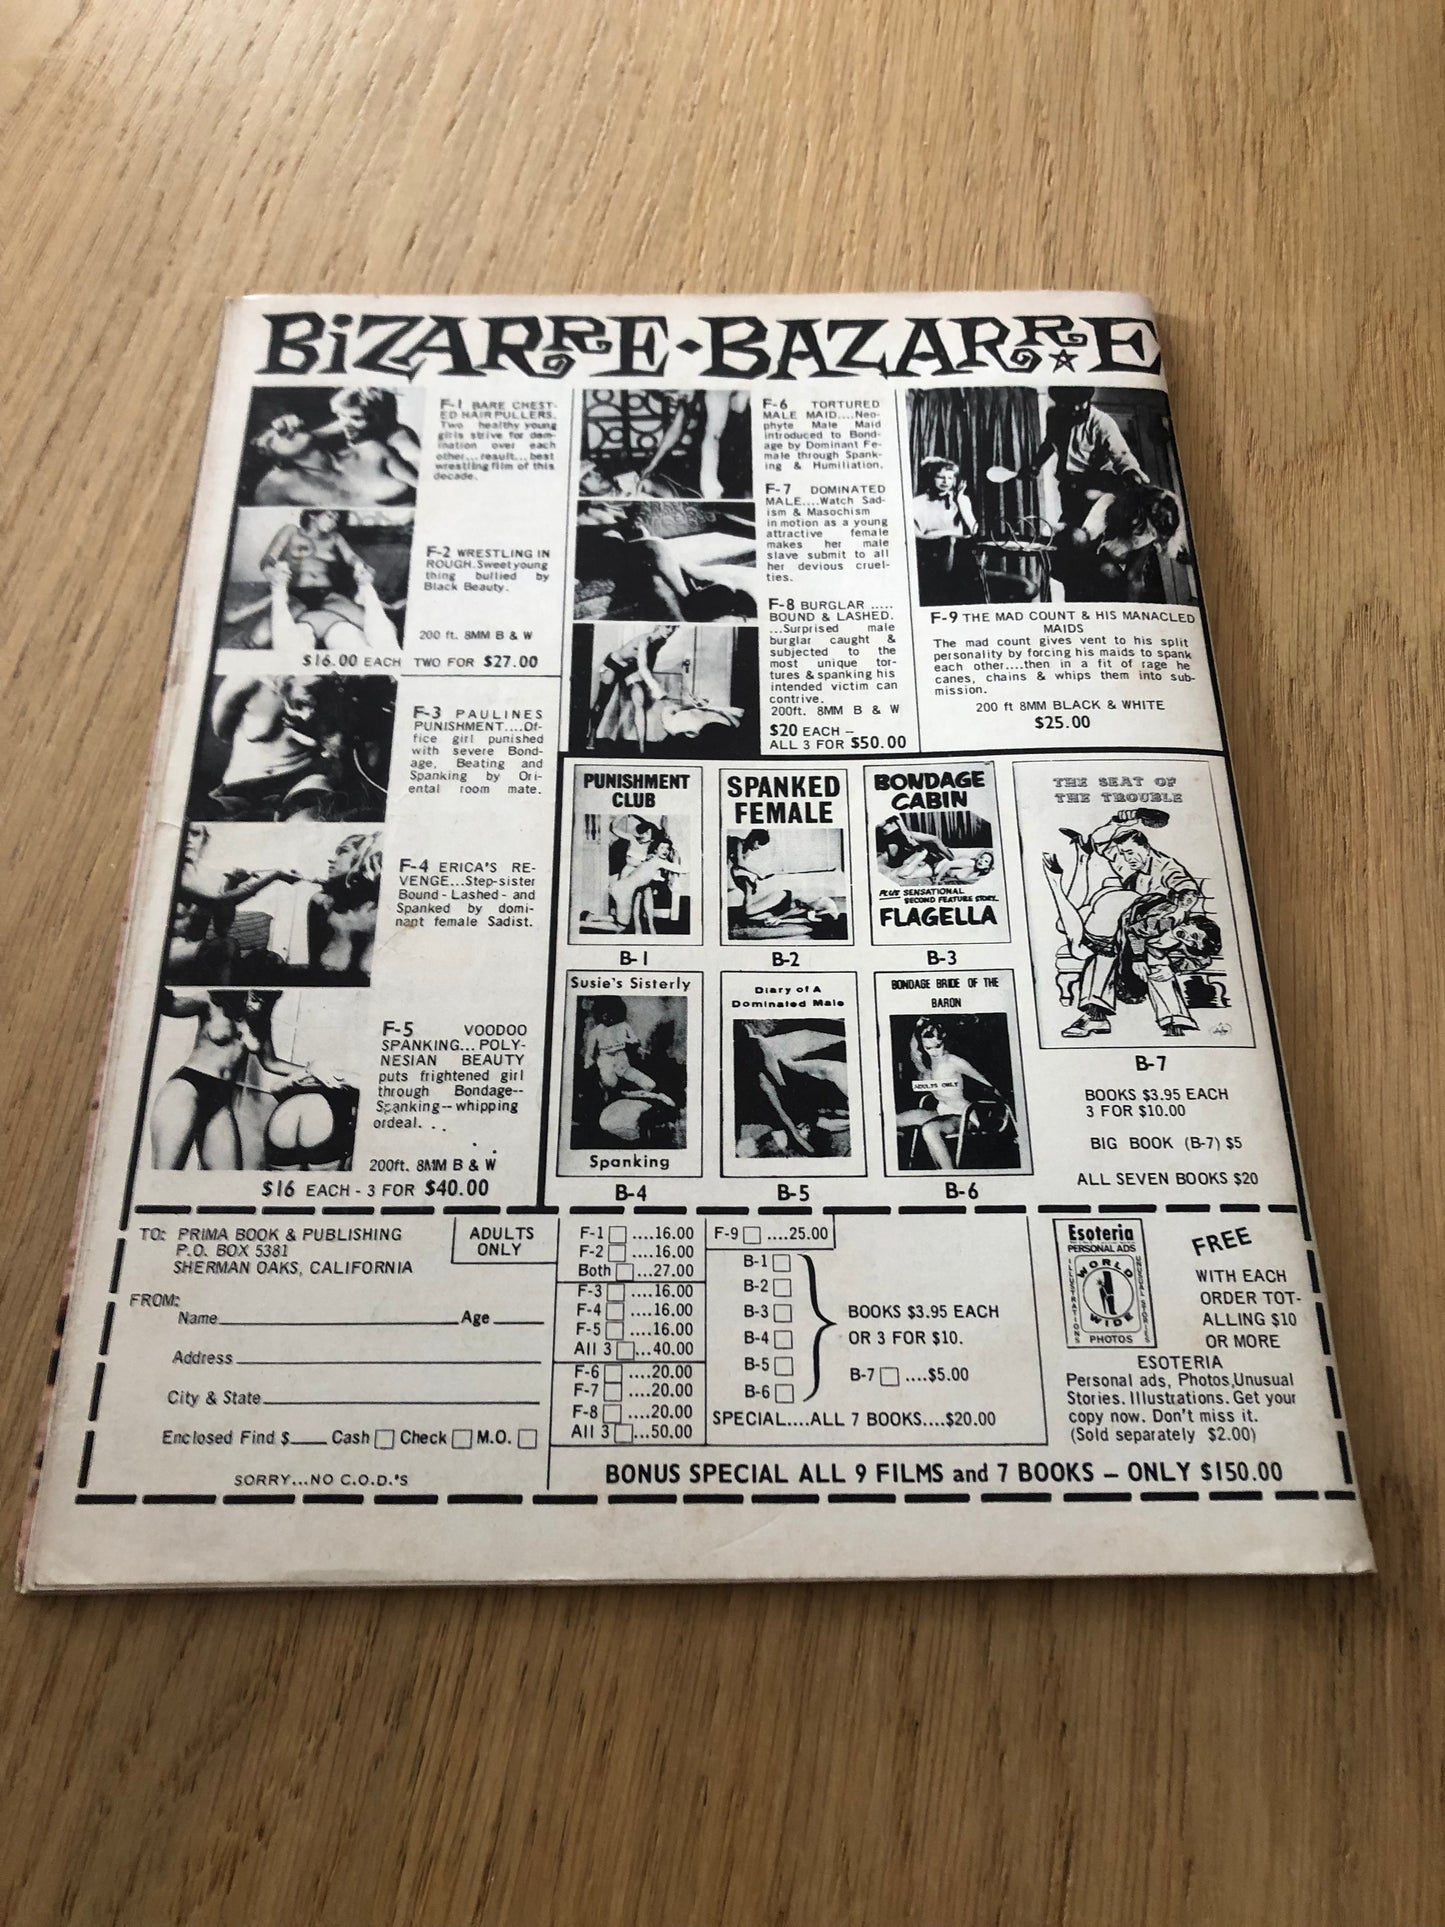 BiZARRE·BAZARRE
F-1 BARE CHEST-
ED HAIR PULLERS.
Two healthy young
girls strive for dom-
ination over each
other...result...best
wrestling film of this
decade.
F-2 WRESTLING IN
ROUGH. Sweet young
thing bullied by
Black Beauty.
200 ft. 8MM B & W
$16.00 EACH TWO FOR $27.00
F-3 PAULINES
PUNISHMENT....Of-
fice girl punished
with severe Bond-
age, Beating and
Spanking by Ori-
ental room mate.
F-4 ERICA'S RE-
VENGE...Step-sister
Bound - Lashed - and
Spanked by domi-
nant female Sadist.
F-5 VOODOO
SPANKING... POLY-
NESIAN BEAUTY
puts frightened girl
through Bondage--
Spanking--whipping
ordeal. . .
200ft. 8MM B & W
$16 EACH - 3 FOR $40.00
F-6 TORTURED
MALE MAID....Neo-
phyte Male Maid
introduced to Bond-
age by Dominant Fe-
male through Spank-
ing & Humiliation.
F-7 DOMINATED
MALE....Watch Sad-
ism & Masochism
in motion as a young
attractive female
makes her male
slave submit to all
her devious cruel-
ties.
F-8 BURGLAR .....
BOUND & LASHED.
...Surprised male
burglar caught &
subjected to the
most unique tor-
tures & spanking his
intended victim can
contrive.
200ft. 8MM B & W
$20 EACH –
ALL 3 FOR $50.00
F-9 THE MAD COUNT & HIS MANACLED
MAIDS
The mad count gives vent to his split
personality by forcing his maids to spank
each other....then in a fit of rage he
canes, chains & whips them into sub-
mission.
200 ft 8MM BLACK & WHITE
$25.00
PUNISHMENT
CLUB
B-1
SPANKED
FEMALE
B-2
BONDAGE
CABIN
PLUS SENSATIONAL
SECOND FEATURE STORY
FLAGELLA
B-3
THE SEAT OF
THE TROUBLE
B-7
Susie's Sisterly
Spanking
B-4
Diary of A
Dominated Male
B-5
BONDAGE BRIDE OF THE
BARON
ADULTS ONLY
B-6
BOOKS $3.95 EACH
3 FOR $10.00
BIG BOOK (B-7) $5
ALL SEVEN BOOKS $20
TO: PRIMA BOOK & PUBLISHING
P.O. BOX 5381
SHERMAN OAKS, CALIFORNIA
ADULTS
ONLY
FROM:
Name Age
Address
City & State
Enclosed Find $ Cash Check M.O.
SORRY...NO C.O.D.'S
F-1 ....16.00
F-2 ....16.00
Both ...27.00
F-3 ....16.00
F-4 ....16.00
F-5 ....16.00
All 3 ...40.00
F-6 ....20.00
F-7 ....20.00
F-8 ....20.00
All 3 ...50.00
F-9 ....25.00
B-1
B-2
B-3
B-4
B-5
B-6
BOOKS $3.95 EACH
OR 3 FOR $10.
B-7 ....$5.00
SPECIAL....ALL 7 BOOKS....$20.00
Esoteria
PERSONAL ADS
ILLUSTRATIONS
WORLD
WIDE
UNUSUAL STORIES
PHOTOS
FREE
WITH EACH
ORDER TOT-
ALLING $10
OR MORE
ESOTERIA
Personal ads, Photos,Unusual
Stories. Illustrations. Get your
copy now. Don't miss it.
(Sold separately $2.00)
BONUS SPECIAL ALL 9 FILMS and 7 BOOKS – ONLY $150.00